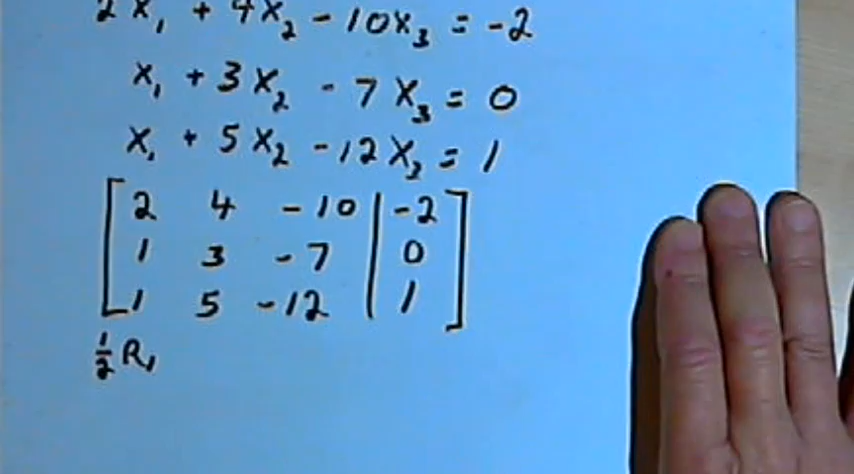 2x₁ + 4x₂ - 10x₃ = -2
x₁ + 3x₂ - 7x₃ = 0
x₁ + 5x₂ - 12x₃ = 1
2 4 -10 | -2
1 3 -7 | 0
1 5 -12 | 1
½R₁